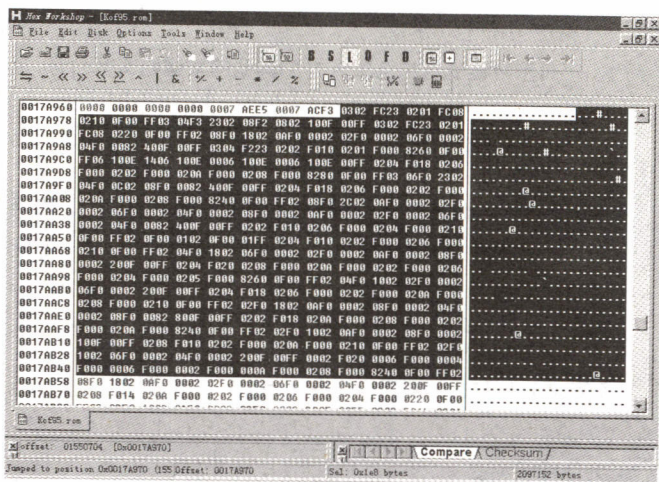 Hex Workshop - [Kof95.rom]
File Edit Disk Options Tools Window Help
B S L Q F D
0017A960 0000 0000 0000 0000 0007 AEE5 0007 ACF3 0302 FC23 0201 FC08
0017A978 0210 0F00 FF03 04F3 2302 08F2 0802 100F 00FF 0302 FC23 0201
0017A990 FC08 0220 0F00 FF02 08F0 1802 0AF0 0002 02F0 0002 06F0 0002
0017A9A8 04F0 0082 400F 00FF 0304 F223 0202 F010 0201 F000 8260 0F00
0017A9C0 FF06 100E 1406 100E 0006 100E 0006 100E 00FF 0204 F018 0206
0017A9D8 F000 0202 F000 020A F000 0208 F000 8280 0F00 FF03 06F0 2302
0017A9F0 04F0 0C02 08F0 0082 400F 00FF 0204 F018 0206 F000 0202 F000
0017AA08 020A F000 0208 F000 8240 0F00 FF02 08F0 2C02 0AF0 0002 02F0
0017AA20 0002 06F0 0002 04F0 0002 08F0 0002 0AF0 0002 02F0 0002 06F0
0017AA38 0002 04F0 0082 400F 00FF 0202 F010 0206 F000 0204 F000 0210
0017AA50 0F00 FF02 0F00 0102 0F00 01FF 0204 F010 0202 F000 0206 F000
0017AA68 0210 0F00 FF02 04F0 1802 06F0 0002 02F0 0002 0AF0 0002 08F0
0017AA80 0002 200F 00FF 0204 F020 0208 F000 020A F000 0202 F000 0206
0017AA98 F000 0204 F000 0205 F000 8260 0F00 FF02 04F0 1002 02F0 0002
0017AAB0 06F0 0002 200F 00FF 0204 F018 0206 F000 0202 F000 020A F000
0017AAC8 0208 F000 0210 0F00 FF02 02F0 1802 0AF0 0002 08F0 0002 04F0
0017AAE0 0002 08F0 0082 800F 00FF 0202 F018 020A F000 0208 F000 0202
0017AAF8 F000 020A F000 8240 0F00 FF02 02F0 1002 0AF0 0002 08F0 0082
0017AB10 100F 00FF 0208 F010 0202 F000 020A F000 0210 0F00 FF02 02F0
0017AB28 1002 06F0 0002 04F0 0002 200F 00FF 0002 F020 0006 F000 0004
0017AB40 F000 0006 F000 0002 F000 000A F000 0208 F000 8240 0F00 FF02
0017AB58 08F0 1802 0AF0 0002 02F0 0002 06F0 0002 04F0 0002 200F 00FF
0017AB70 0208 F014 020A F000 0202 F000 0206 F000 0204 F000 0220 0F00
Kof95.rom
offset: 01550704 [0x0017A970]
Compare Checksum
Jumped to position 0x0017A970 (155 Offset: 0017A970 Sel: 0x1e8 bytes 2097152 bytes